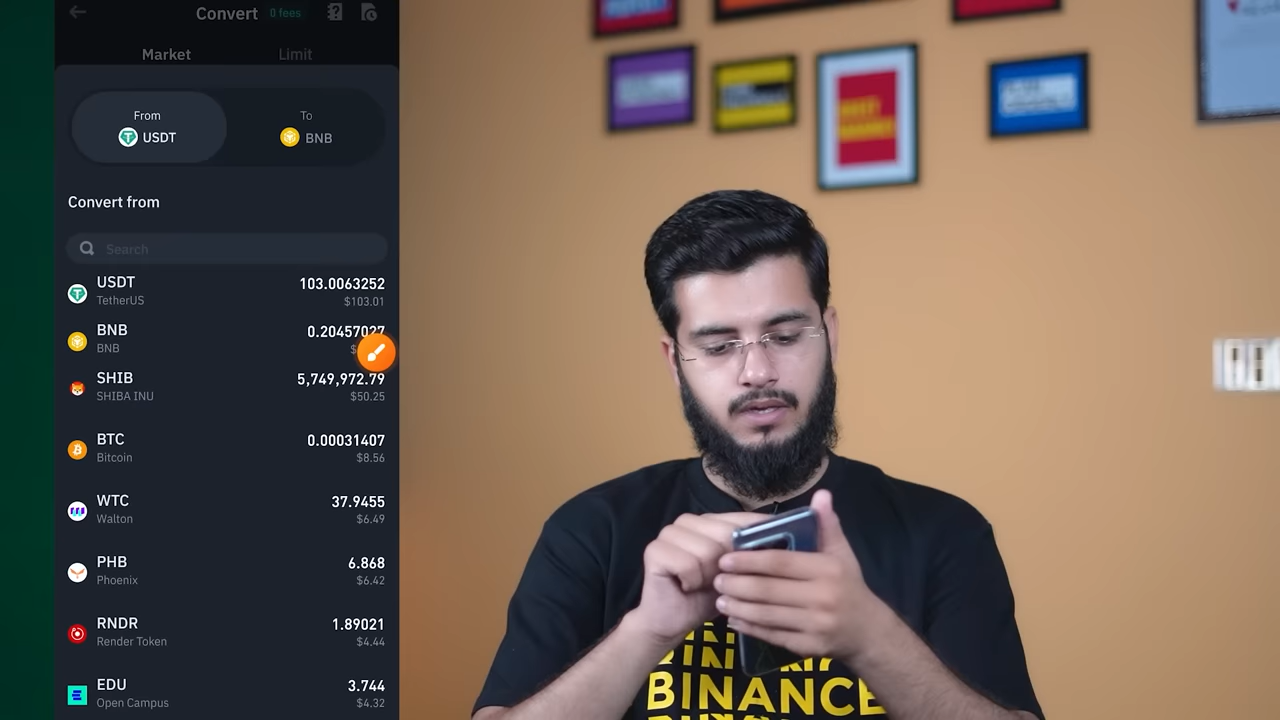 Convert 0 fees
Market Limit
From To
USDT BNB
Convert from
Search
USDT 103.0063252
TetherUS $103.01
BNB 0.20457027
BNB $
SHIB 5,749,972.79
SHIBA INU $50.25
BTC 0.00031407
Bitcoin $8.56
WTC 37.9455
Walton $6.49
PHB 6.868
Phoenix $6.42
RNDR 1.89021
Render Token $4.44
EDU 3.744
Open Campus $4.32
BINANCE